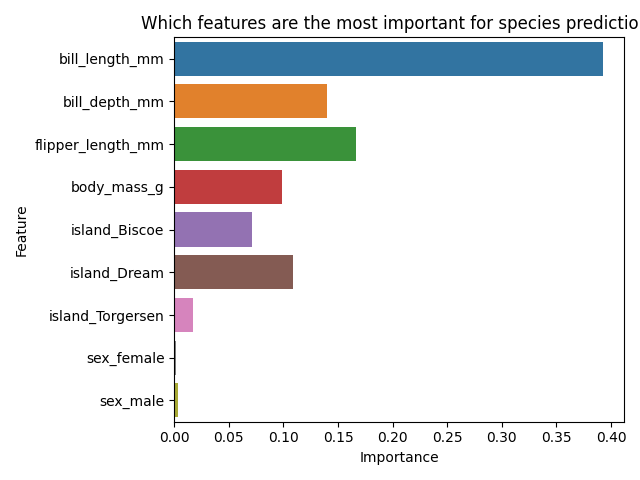 Which features are the most important for species predictio
bill_length_mm
bill_depth_mm
flipper_length_mm
body_mass_g
island_Biscoe
island_Dream
island_Torgersen
sex_female
sex_male
Feature
0.00 0.05 0.10 0.15 0.20 0.25 0.30 0.35 0.40
Importance